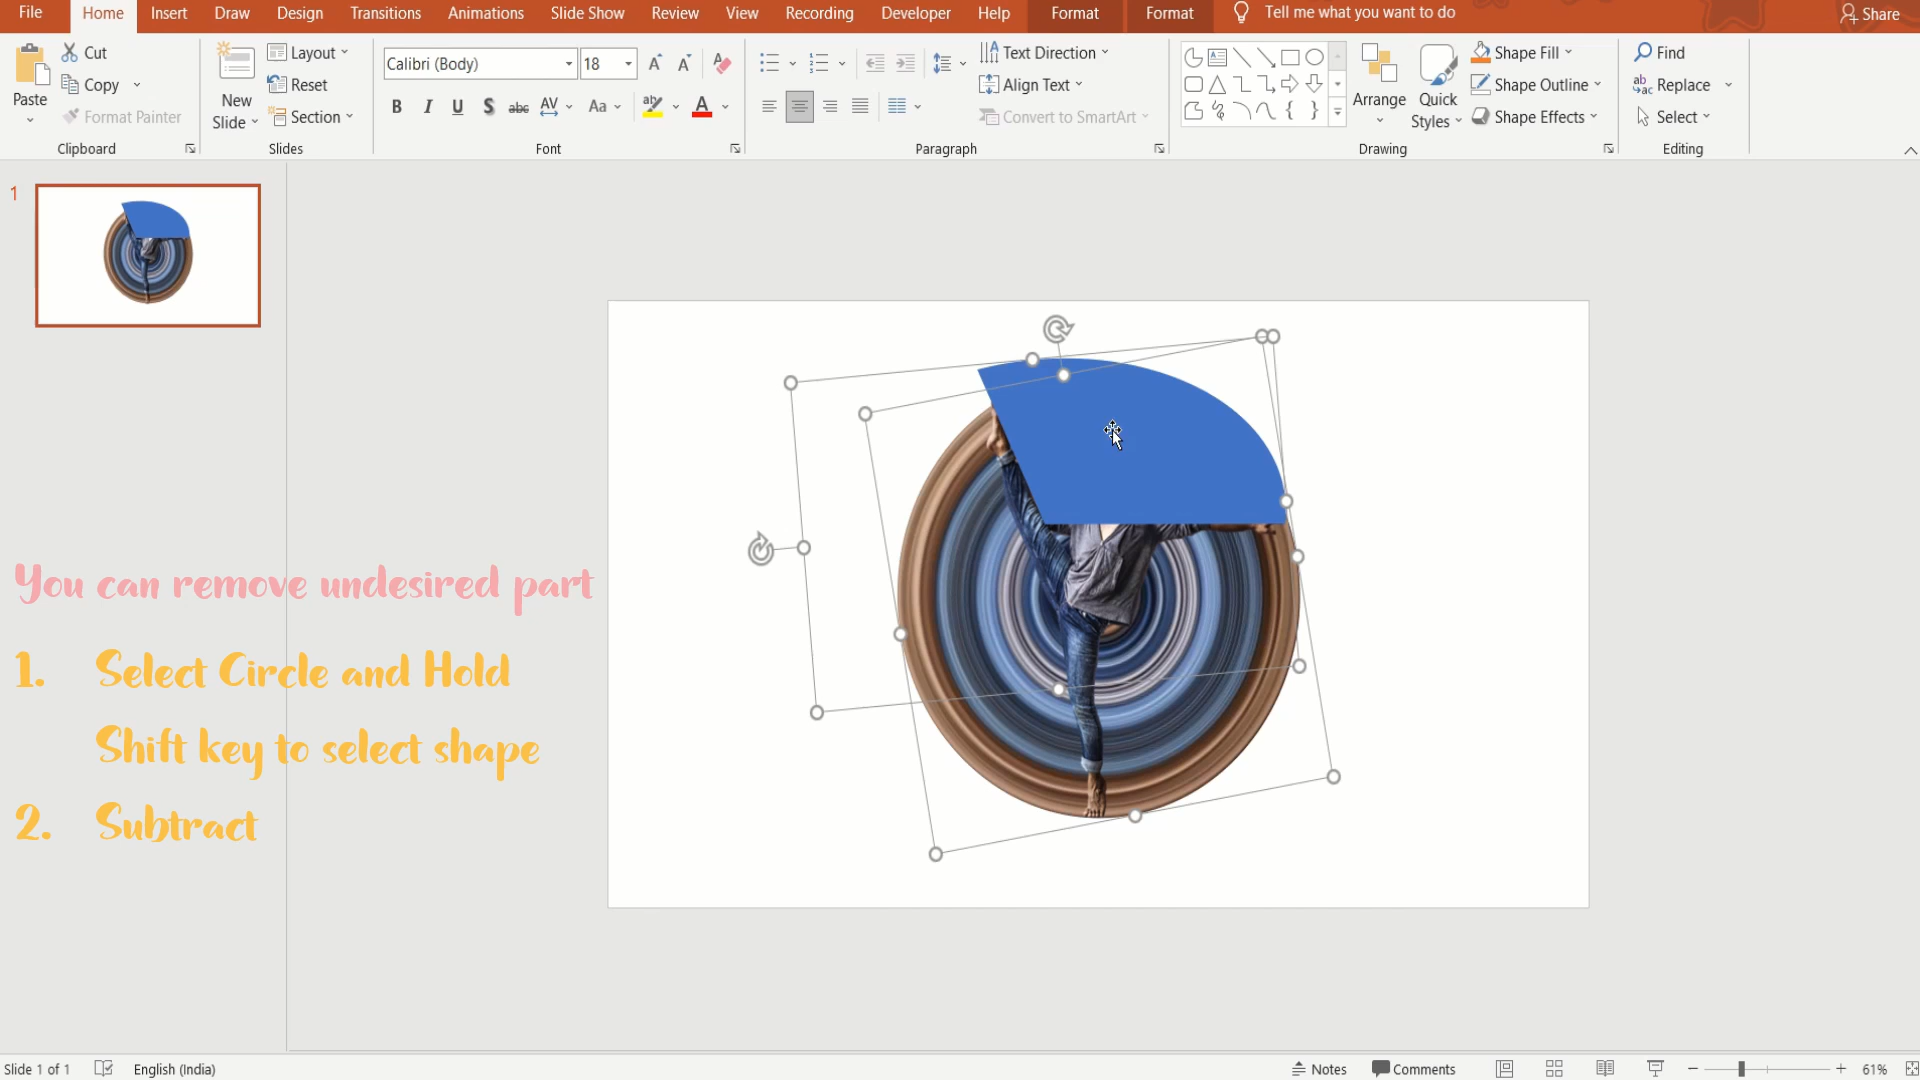 File Home Insert Draw Design Transitions Animations Slide Show Review View Recording Developer Help Format Format Tell me what you want to do Share
Paste
Cut
Copy
Format Painter
Clipboard
New
Slide
Layout
Reset
Section
Slides
Calibri (Body) 18
B I U S abc AV Aa ab A
Font
Paragraph
Text Direction
Align Text
Convert to SmartArt
Arrange
Quick
Styles
Shape Fill
Shape Outline
Shape Effects
Drawing
Find
Replace
Select
Editing
1
You can remove undesired part
1. Select Circle and Hold
Shift key to select shape
2. Subtract
Slide 1 of 1 English (India) Notes Comments 61%